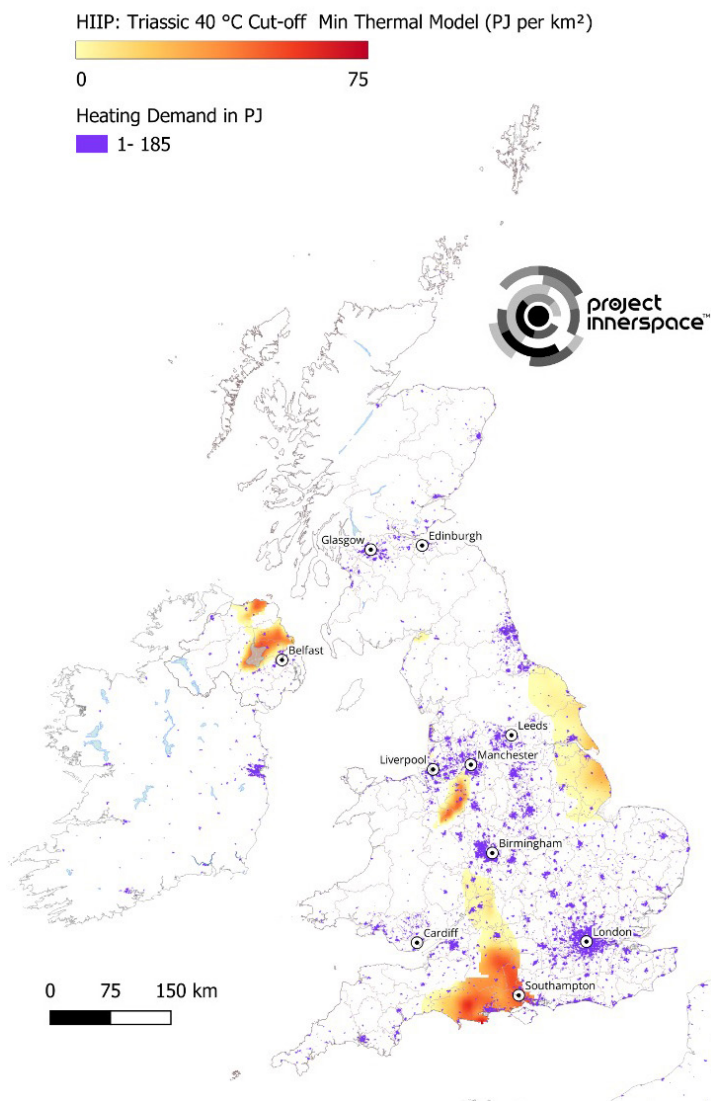 HIIP: Triassic 40 °C Cut-off Min Thermal Model (PJ per km²)
0 75
Heating Demand in PJ
1- 185
project
innerspace™
Glasgow
Edinburgh
Belfast
Leeds
Liverpool
Manchester
Birmingham
Cardiff
London
Southampton
0 75 150 km